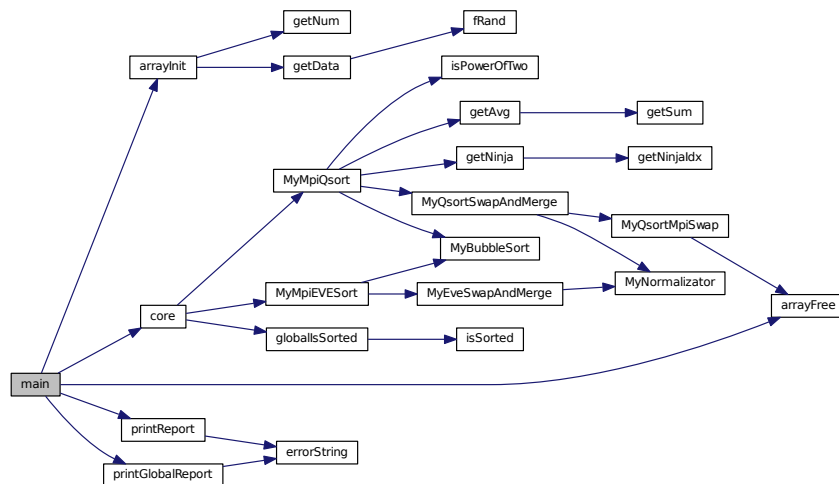 getNum
fRand
arrayInit
getData
isPowerOfTwo
getAvg
getSum
getNinja
getNinjaIdx
MyMpiQsort
MyQsortSwapAndMerge
MyQsortMpiSwap
MyBubbleSort
MyNormalizator
MyMpiEVESort
MyEveSwapAndMerge
arrayFree
core
globalIsSorted
isSorted
main
printReport
errorString
printGlobalReport